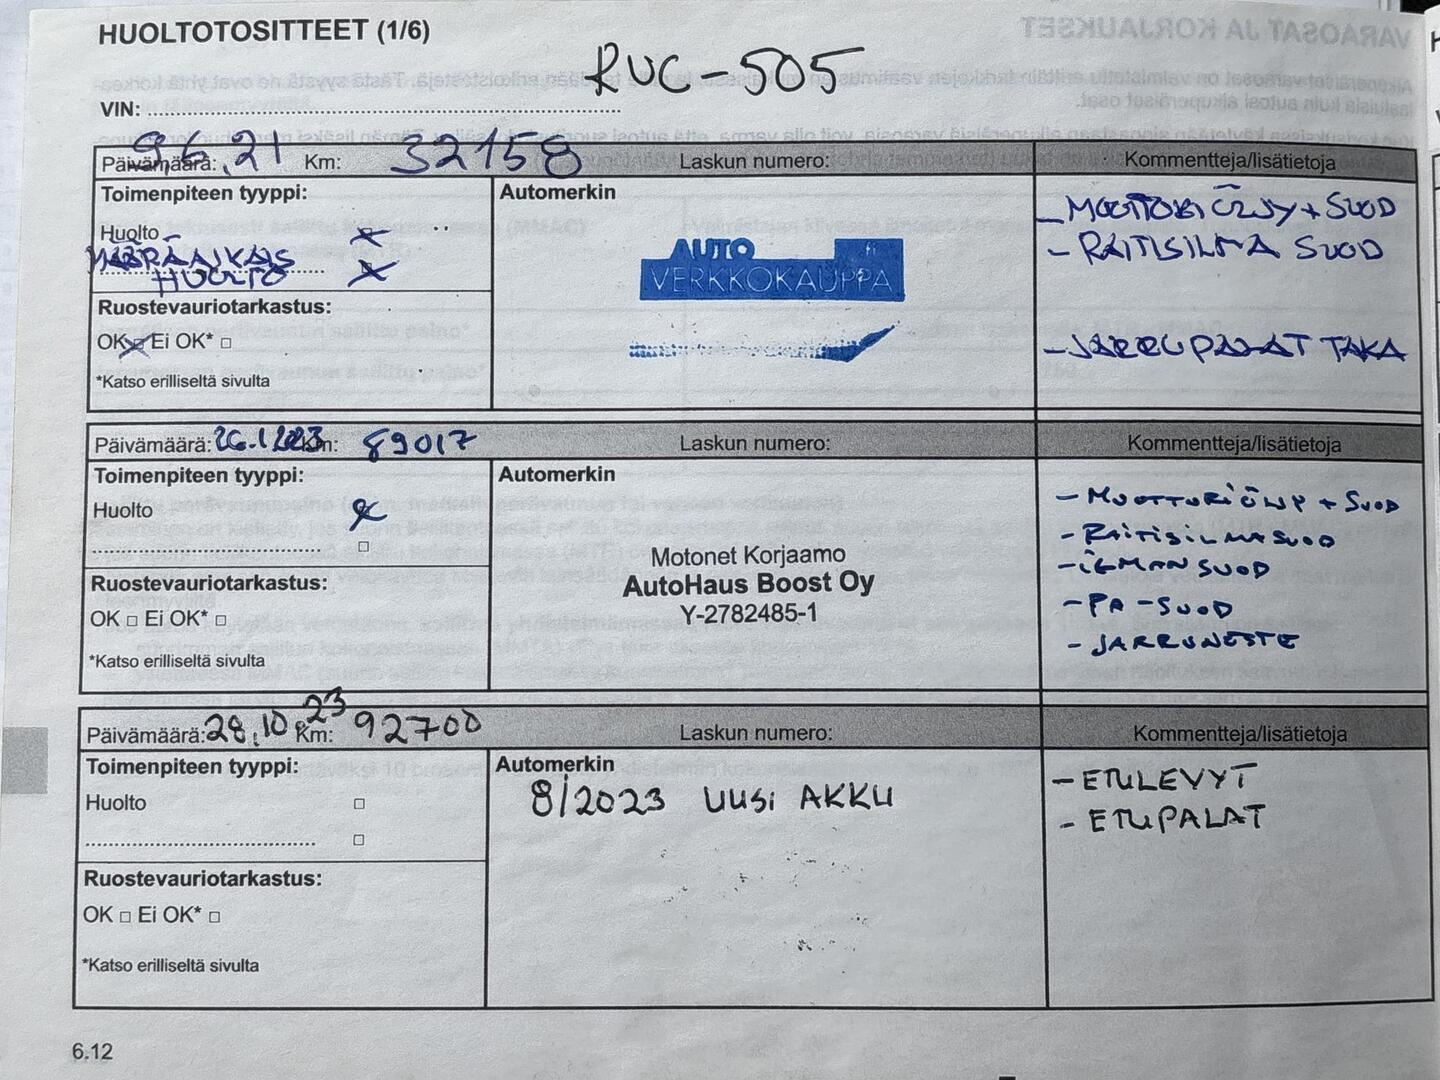 HUOLTOTOSITTEET (1/6)
RUC-505
VIN:
Päivämäärä: 9.6.21 Km: 32158 Laskun numero: Kommentteja/lisätietoja
Toimenpiteen tyyppi:
Huolto
MÄÄRÄAIKAIS
HUOLTO
Ruostevauriotarkastus:
OK Ei OK*
*Katso erilliseltä sivulta
Automerkin
AUTO
VERKKOKAUPPA
- MOOTTORIÖLJY + SUOD
- RAITISILMA SUOD
- JARRUPALAT TAKA
Päivämäärä: 26.1.2023 Km: 89017 Laskun numero: Kommentteja/lisätietoja
Toimenpiteen tyyppi:
Huolto
Ruostevauriotarkastus:
OK Ei OK*
*Katso erilliseltä sivulta
Automerkin
Motonet Korjaamo
AutoHaus Boost Oy
Y-2782485-1
- MOOTTORIÖLJY + SUOD
- RAITISILMASUOD
- ILMAN SUOD
- PA-SUOD
- JARRUNESTE
Päivämäärä: 28.10.23 Km: 92700 Laskun numero: Kommentteja/lisätietoja
Toimenpiteen tyyppi:
Huolto
Ruostevauriotarkastus:
OK Ei OK*
*Katso erilliseltä sivulta
Automerkin
8/2023 UUSI AKKU
- ETULEVYT
- ETUPALAT
6.12